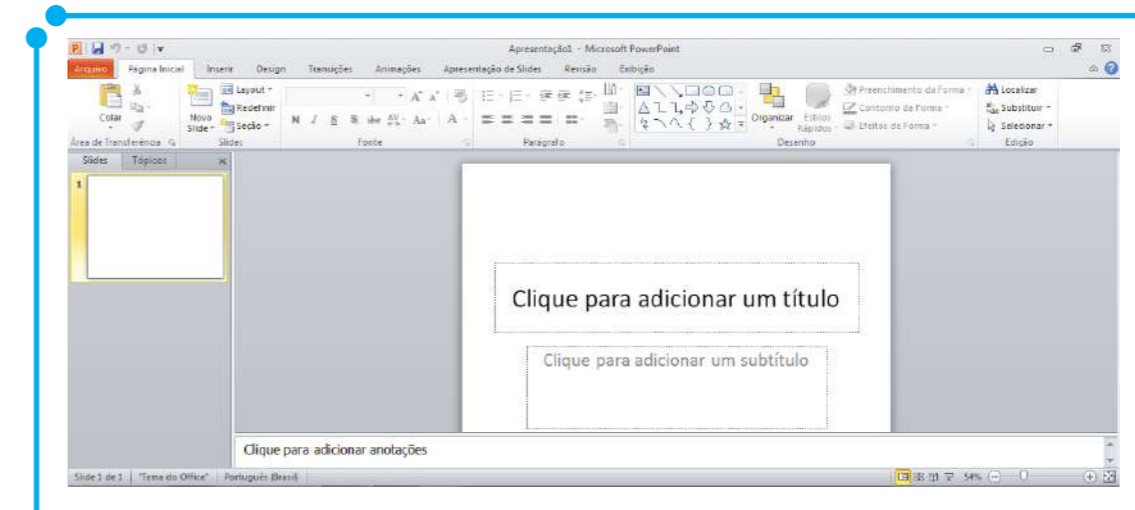 Apresentação1 - Microsoft PowerPoint
Arquivo Página Inicial Inserir Design Transições Animações Apresentação de Slides Revisão Exibição
Colar
Novo Slide
Layout
Redefinir
Seção
Organizar
Estilos Rápidos
Preenchimento da Forma
Contorno da Forma
Efeitos de Forma
Localizar
Substituir
Selecionar
Área de Transferência Slides Fonte Parágrafo Desenho Edição
Slides Tópicos
1
Clique para adicionar um título
Clique para adicionar um subtítulo
Clique para adicionar anotações
Slide 1 de 1 "Tema do Office" Português (Brasil) 54%